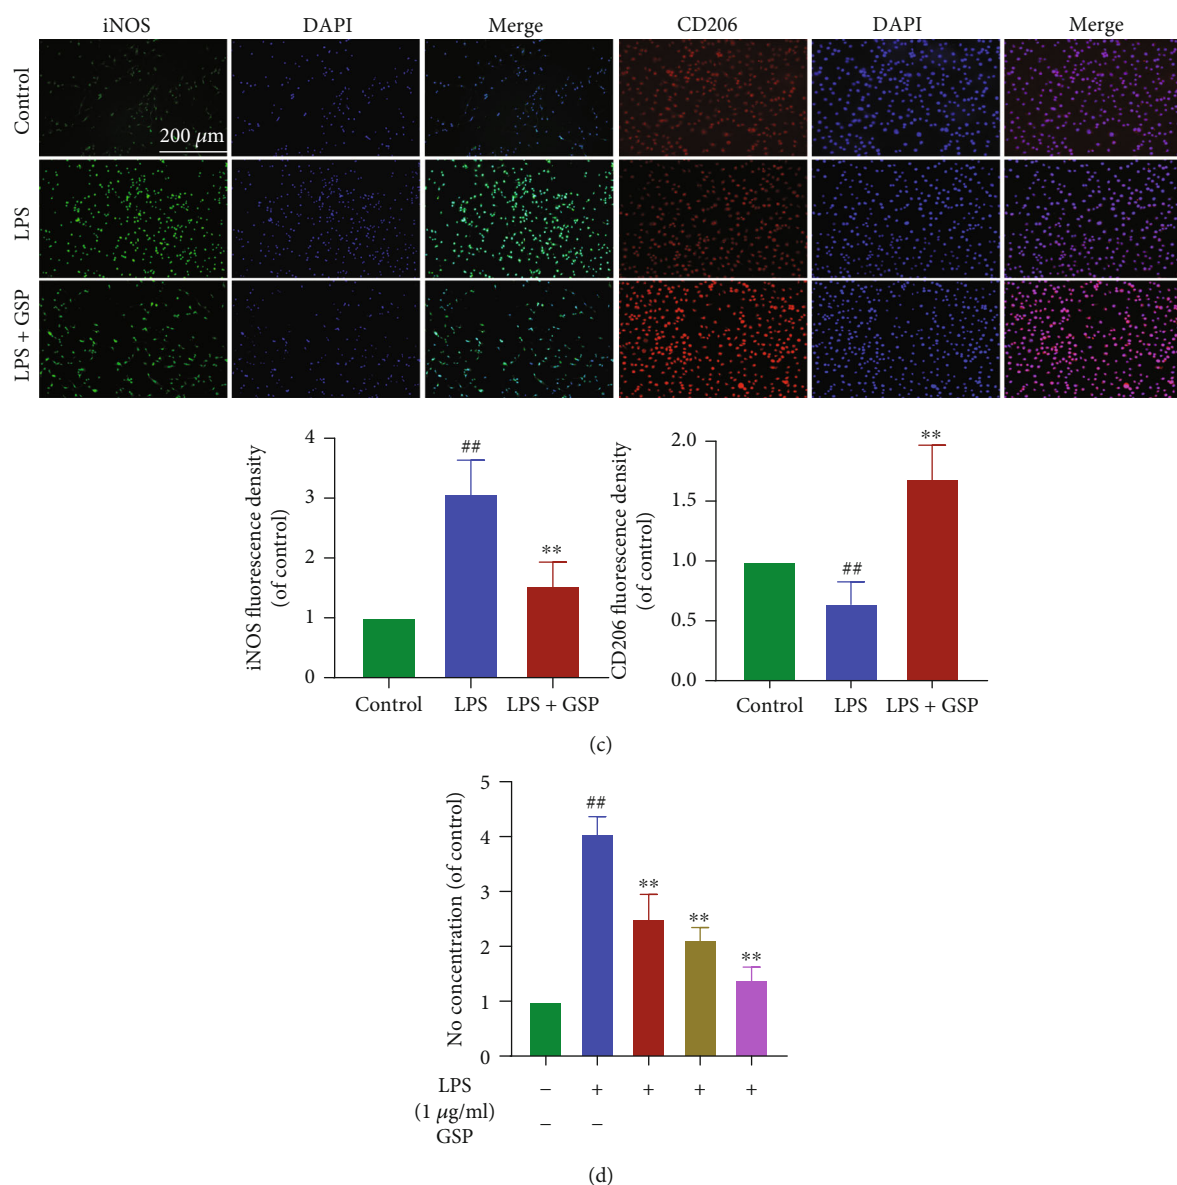 iNOS DAPI Merge CD206 DAPI Merge
Control
200 μm
LPS
LPS + GSP
iNOS fluorescence density
(of control)
4
3
2
1
0
##
**
Control LPS LPS + GSP
CD206 fluorescence density
(of control)
2.0
1.5
1.0
0.5
0.0
##
**
Control LPS LPS + GSP
(c)
No concentration (of control)
5
4
3
2
1
0
##
**
**
**
LPS – + + + +
(1 μg/ml)
GSP – –
(d)